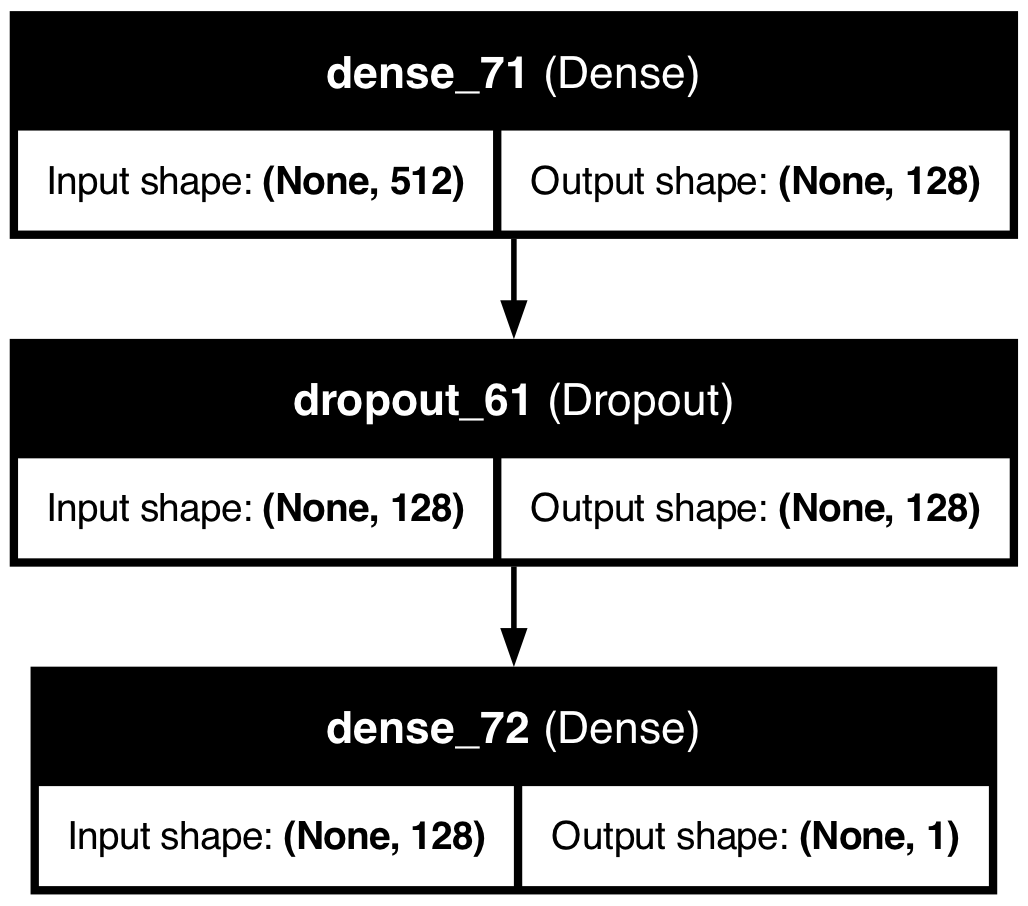 dense_71 (Dense)
Input shape: (None, 512) Output shape: (None, 128)
dropout_61 (Dropout)
Input shape: (None, 128) Output shape: (None, 128)
dense_72 (Dense)
Input shape: (None, 128) Output shape: (None, 1)